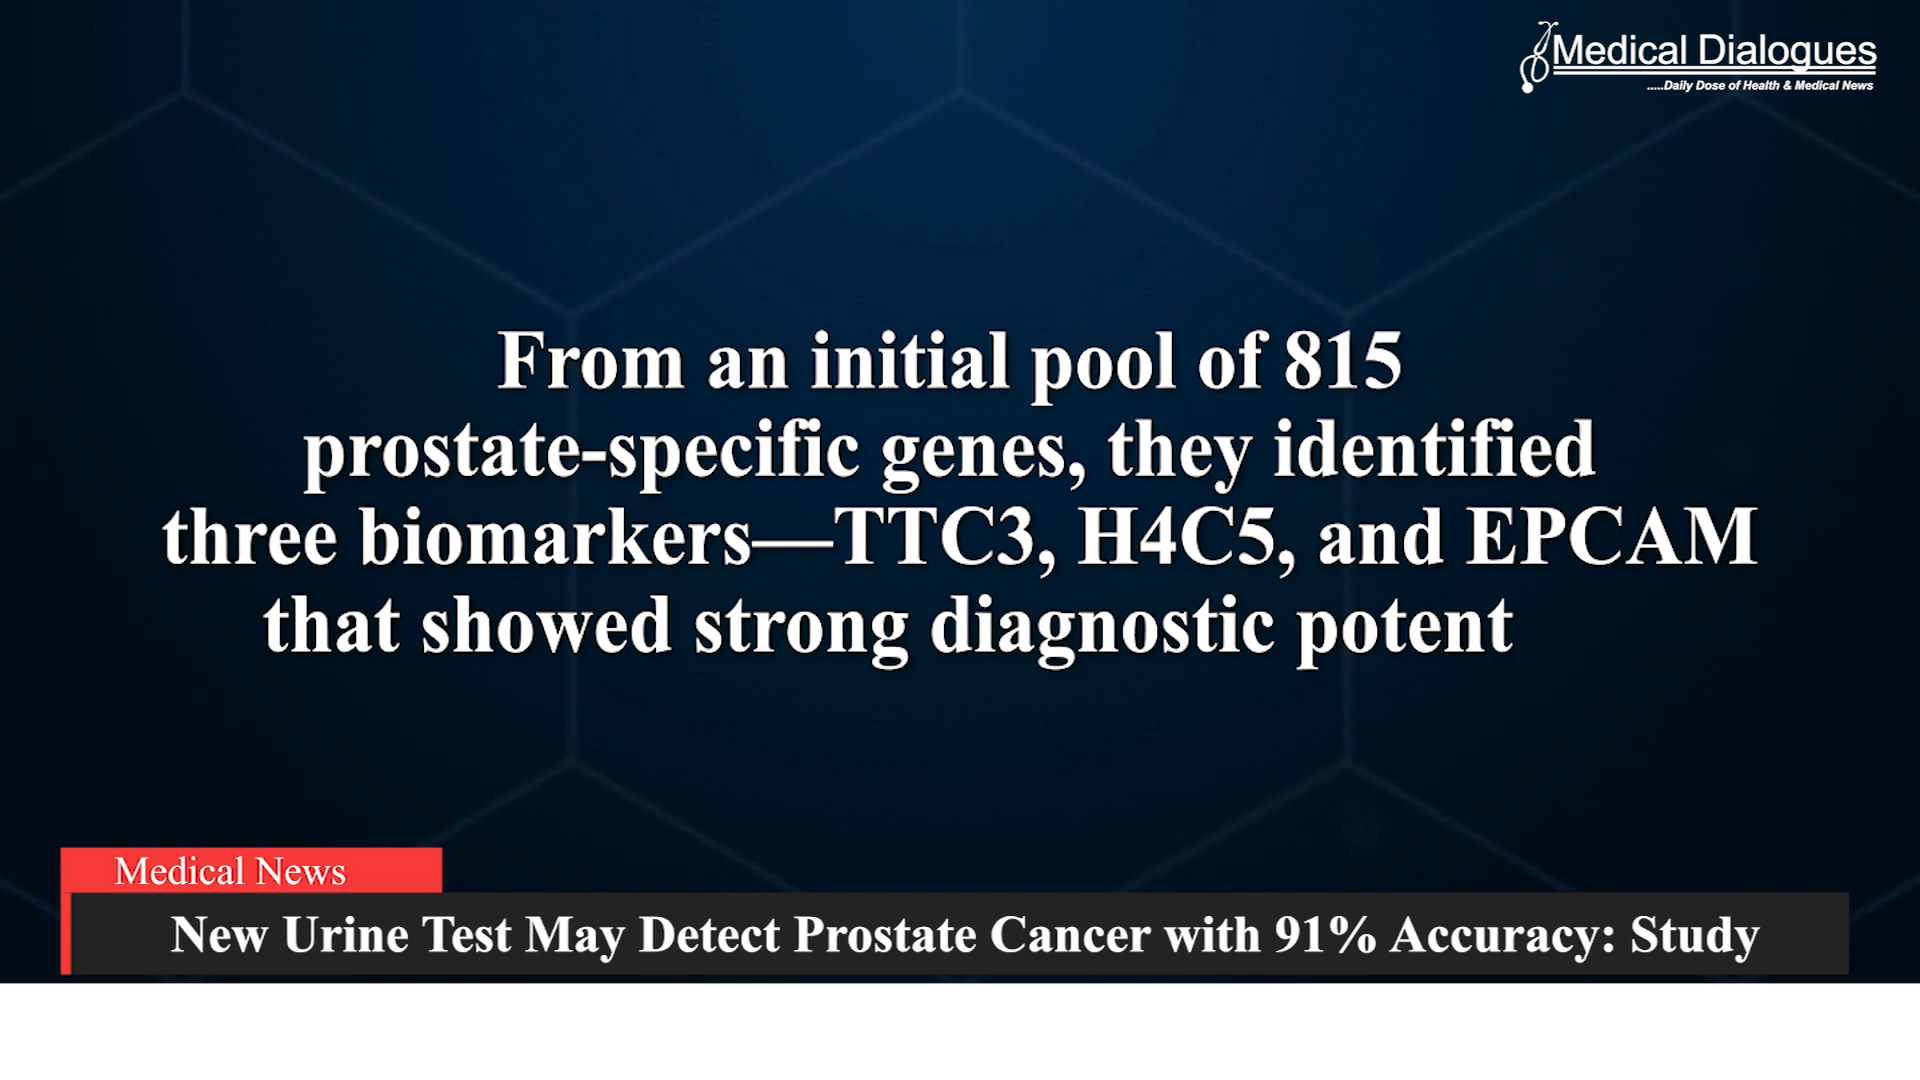 Medical Dialogues
.....Daily Dose of Health & Medical News
From an initial pool of 815
prostate-specific genes, they identified
three biomarkers—TTC3, H4C5, and EPCAM
that showed strong diagnostic potent
Medical News
New Urine Test May Detect Prostate Cancer with 91% Accuracy: Study